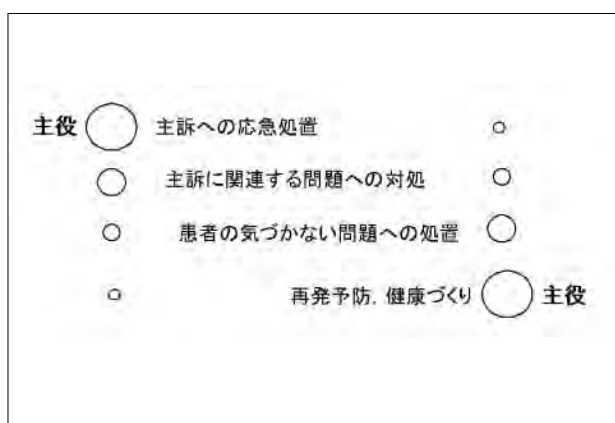 主役 主訴への応急処置
主訴に関連する問題への対処
患者の気づかない問題への処置
再発予防，健康づくり 主役